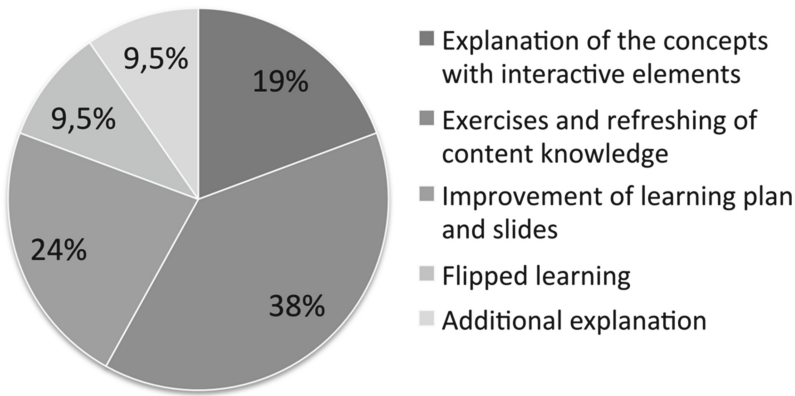 9,5%
19%
9,5%
24%
38%
Explanation of the concepts
with interactive elements
Exercises and refreshing of
content knowledge
Improvement of learning plan
and slides
Flipped learning
Additional explanation